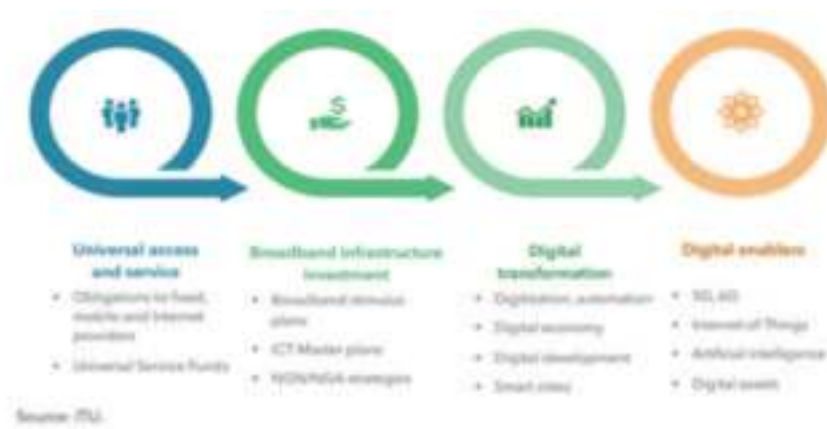 Universal access
and service
• Obligations to fixed,
mobile and Internet
providers
• Universal Service Funds
Broadband infrastructure
investment
• Broadband stimulus
plans
• ICT Master plans
• NGN/NGA strategies
Digital
transformation
• Digitization, automation
• Digital economy
• Digital development
• Smart cities
Digital enablers
• 5G, 6G
• Internet of Things
• Artificial intelligence
• Digital assets
Source: ITU.